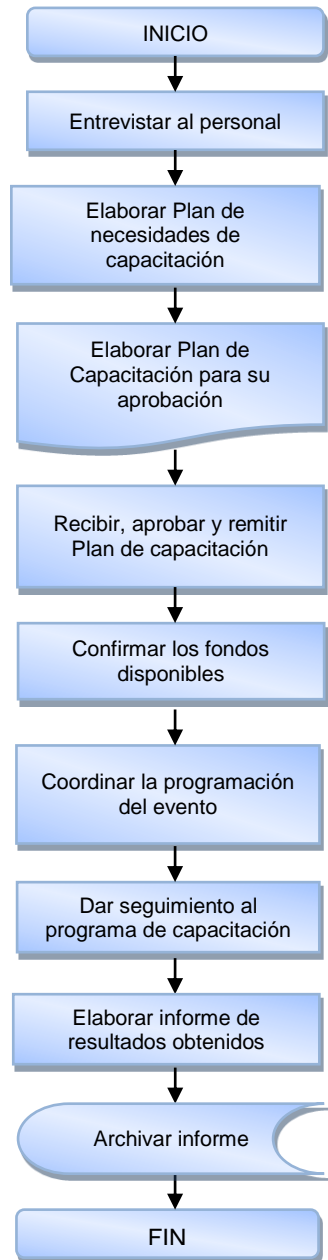 INICIO
Entrevistar al personal
Elaborar Plan de
necesidades de
capacitación
Elaborar Plan de
Capacitación para su
aprobación
Recibir, aprobar y remitir
Plan de capacitación
Confirmar los fondos
disponibles
Coordinar la programación
del evento
Dar seguimiento al
programa de capacitación
Elaborar informe de
resultados obtenidos
Archivar informe
FIN